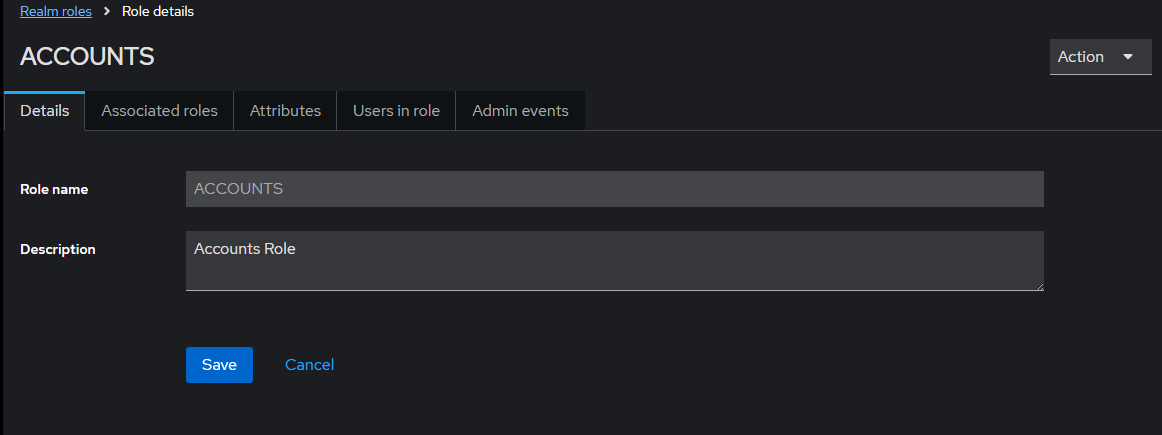 Realm roles > Role details
ACCOUNTS
Action
Details Associated roles Attributes Users in role Admin events
Role name ACCOUNTS
Description Accounts Role
Save Cancel